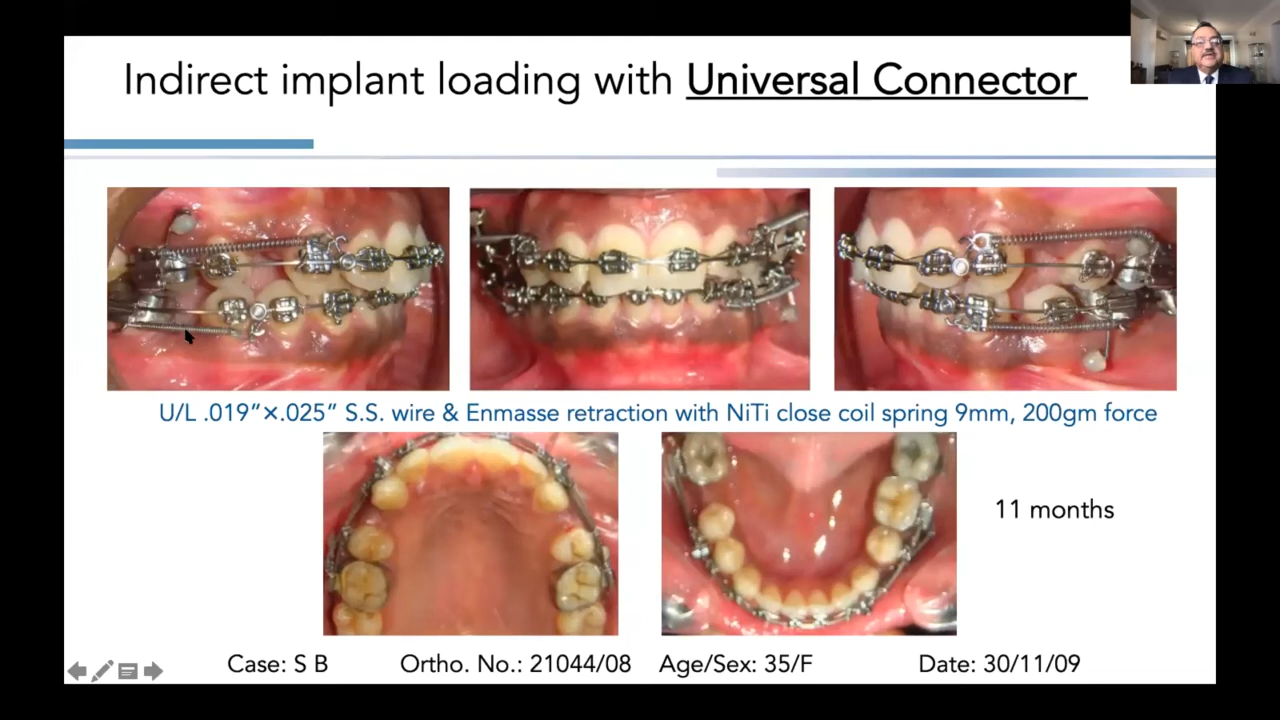 Indirect implant loading with Universal Connector
U/L .019”×.025” S.S. wire & Enmasse retraction with NiTi close coil spring 9mm, 200gm force
11 months
Case: S B Ortho. No.: 21044/08 Age/Sex: 35/F Date: 30/11/09